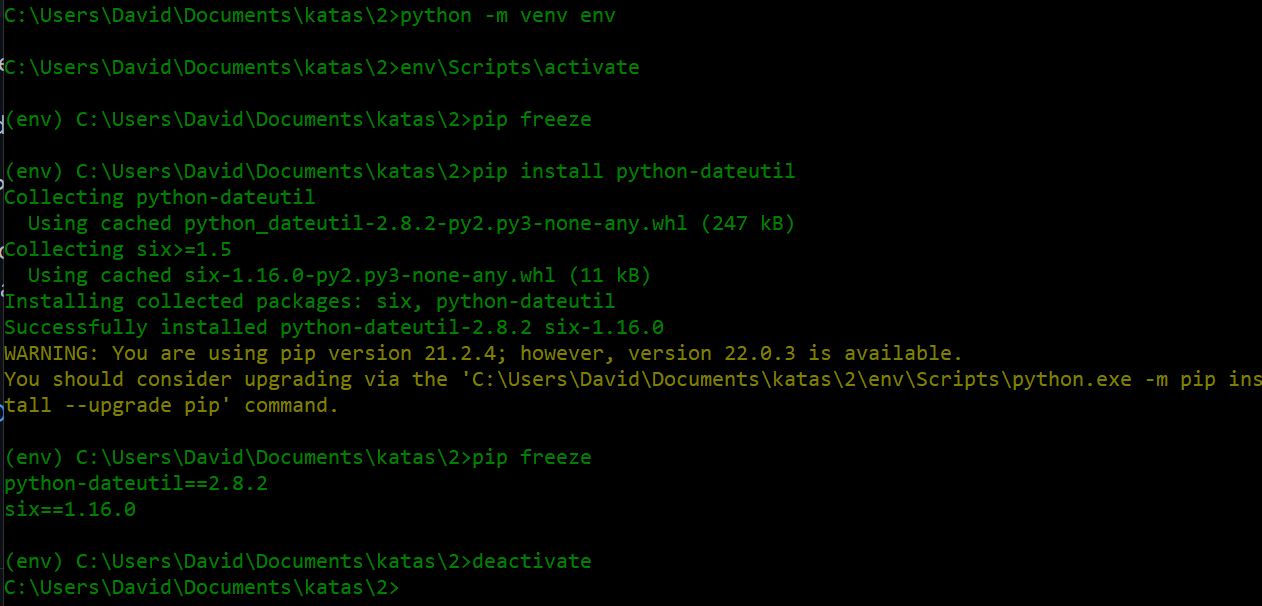 C:\Users\David\Documents\katas\2>python -m venv env
C:\Users\David\Documents\katas\2>env\Scripts\activate
(env) C:\Users\David\Documents\katas\2>pip freeze
(env) C:\Users\David\Documents\katas\2>pip install python-dateutil
Collecting python-dateutil
  Using cached python_dateutil-2.8.2-py2.py3-none-any.whl (247 kB)
Collecting six>=1.5
  Using cached six-1.16.0-py2.py3-none-any.whl (11 kB)
Installing collected packages: six, python-dateutil
Successfully installed python-dateutil-2.8.2 six-1.16.0
WARNING: You are using pip version 21.2.4; however, version 22.0.3 is available.
You should consider upgrading via the 'C:\Users\David\Documents\katas\2\env\Scripts\python.exe -m pip ins
tall --upgrade pip' command.
(env) C:\Users\David\Documents\katas\2>pip freeze
python-dateutil==2.8.2
six==1.16.0
(env) C:\Users\David\Documents\katas\2>deactivate
C:\Users\David\Documents\katas\2>